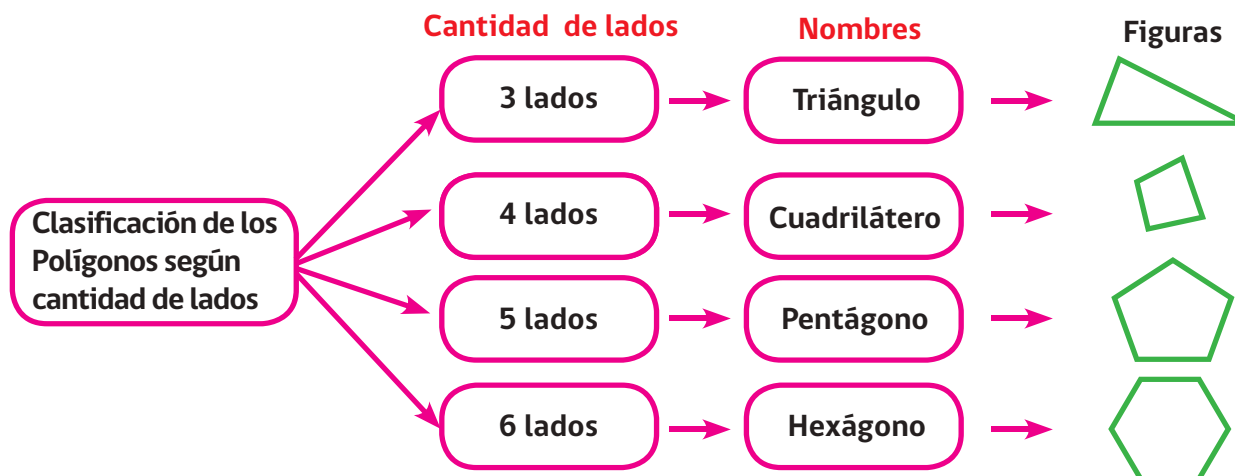 Cantidad de lados
Nombres
Figuras
3 lados
Triángulo
4 lados
Cuadrilátero
Clasificación de los
Polígonos según
cantidad de lados
5 lados
Pentágono
6 lados
Hexágono